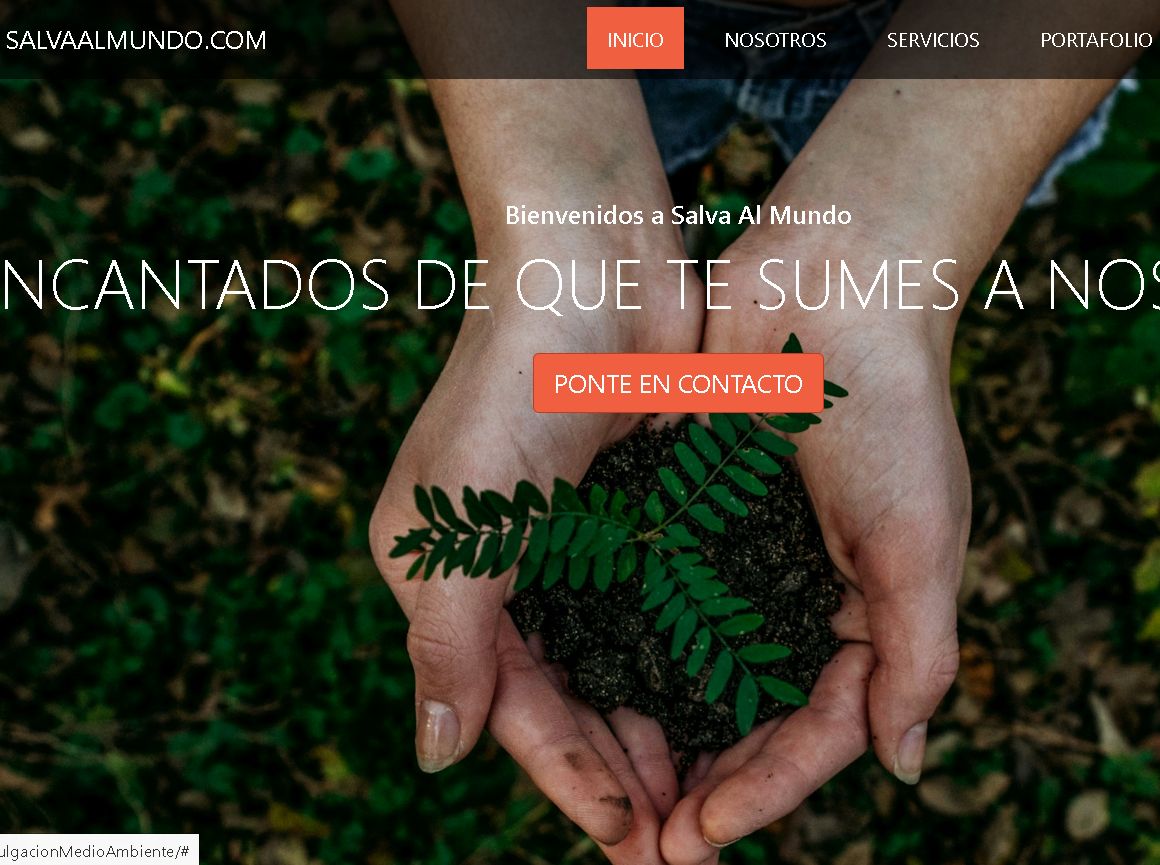 SALVAALMUNDO.COM INICIO NOSOTROS SERVICIOS PORTAFOLIO
Bienvenidos a Salva Al Mundo
NCANTADOS DE QUE TE SUMES A NOS
PONTE EN CONTACTO
ulgacionMedioAmbiente/#